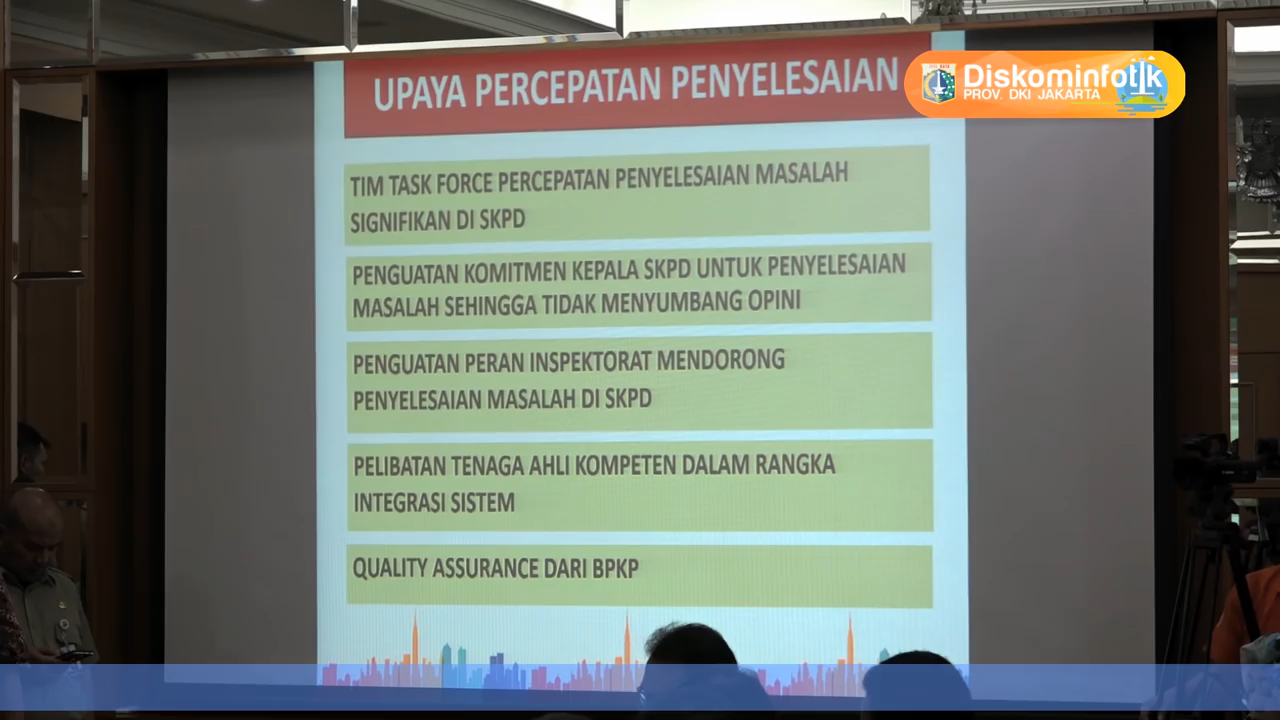 UPAYA PERCEPATAN PENYELESAIAN
Diskominfotik
PROV. DKI JAKARTA
TIM TASK FORCE PERCEPATAN PENYELESAIAN MASALAH
SIGNIFIKAN DI SKPD
PENGUATAN KOMITMEN KEPALA SKPD UNTUK PENYELESAIAN
MASALAH SEHINGGA TIDAK MENYUMBANG OPINI
PENGUATAN PERAN INSPEKTORAT MENDORONG
PENYELESAIAN MASALAH DI SKPD
PELIBATAN TENAGA AHLI KOMPETEN DALAM RANGKA
INTEGRASI SISTEM
QUALITY ASSURANCE DARI BPKP